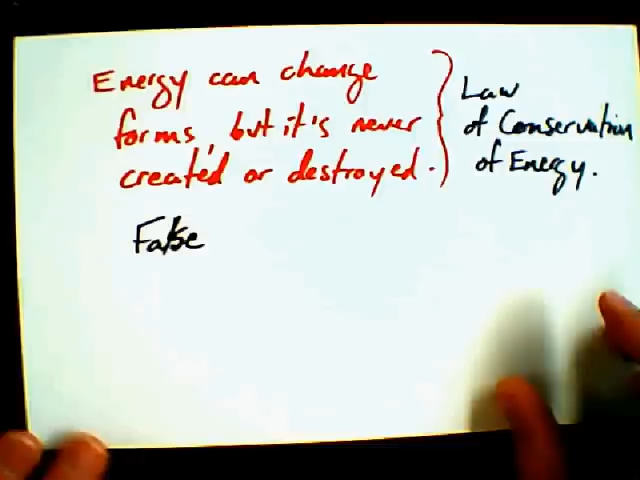 Energy can change
forms, but it's never
created or destroyed.
Law
of Conservation
of Energy.
False